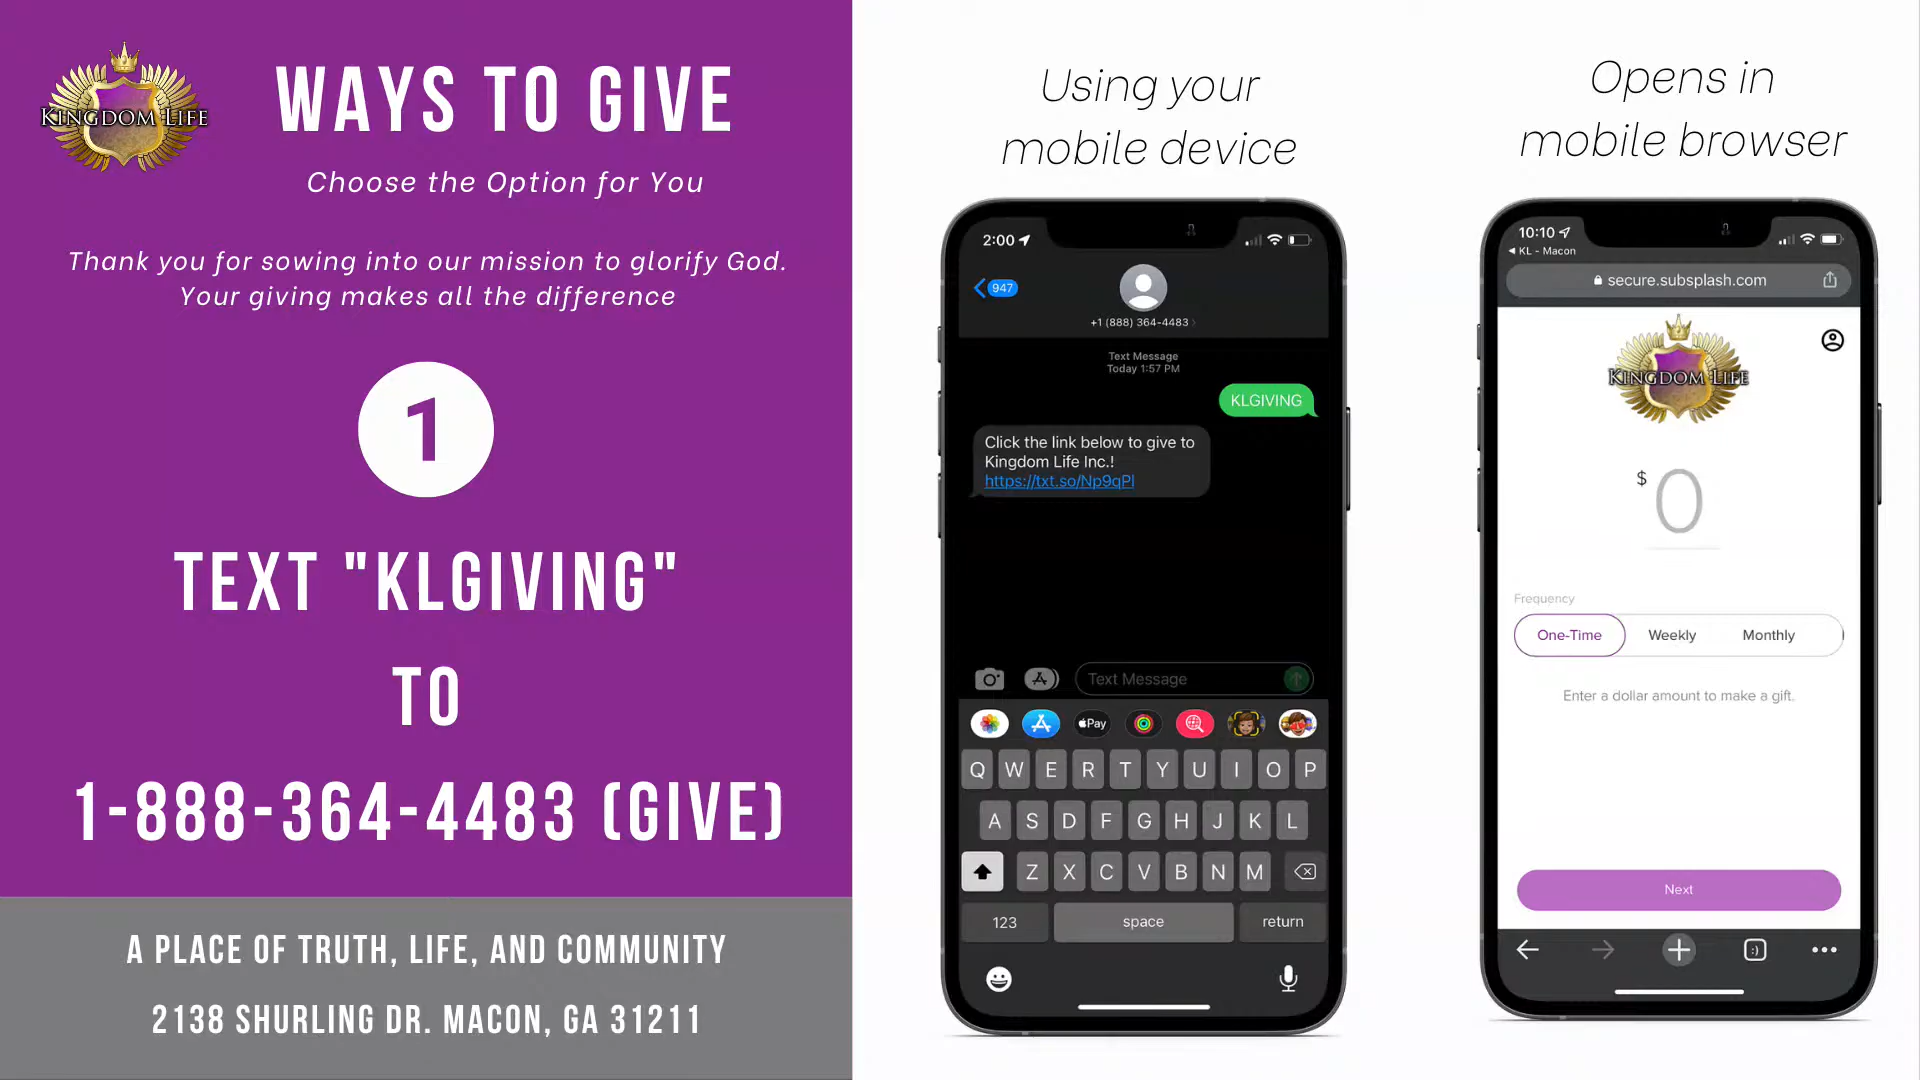 KINGDOM LIFE
WAYS TO GIVE
Choose the Option for You
Thank you for sowing into our mission to glorify God.
Your giving makes all the difference
1
TEXT "KLGIVING"
TO
1-888-364-4483 (GIVE)
A PLACE OF TRUTH, LIFE, AND COMMUNITY
2138 SHURLING DR. MACON, GA 31211
Using your
mobile device
2:00
947
+1 (888) 364-4483
Text Message
Today 1:57 PM
KLGIVING
Click the link below to give to
Kingdom Life Inc.!
https://txt.so/Np9qPl
Text Message
Pay
Q W E R T Y U I O P
A S D F G H J K L
Z X C V B N M
123 space return
Opens in
mobile browser
10:10
KL - Macon
secure.subsplash.com
KINGDOM LIFE
$ 0
Frequency
One-Time Weekly Monthly
Enter a dollar amount to make a gift.
Next
:)